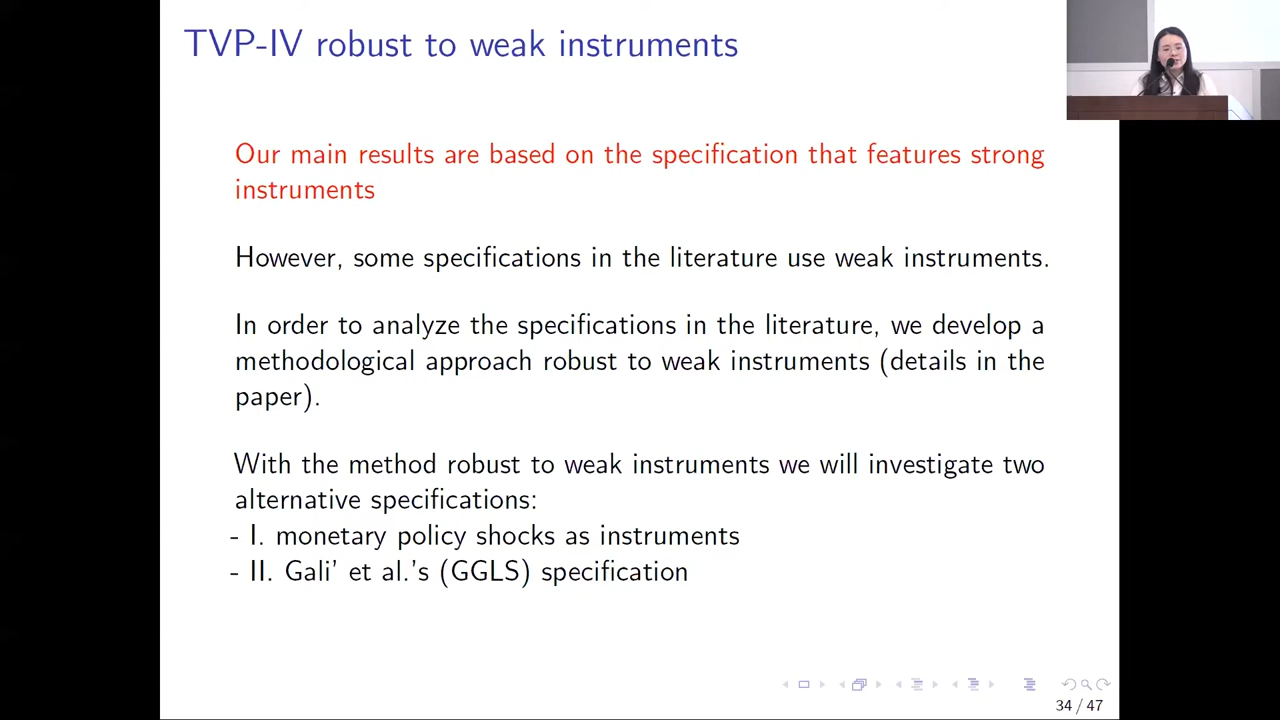 TVP-IV robust to weak instruments
Our main results are based on the specification that features strong
instruments
However, some specifications in the literature use weak instruments.
In order to analyze the specifications in the literature, we develop a
methodological approach robust to weak instruments (details in the
paper).
With the method robust to weak instruments we will investigate two
alternative specifications:
- I. monetary policy shocks as instruments
- II. Gali' et al.'s (GGLS) specification
34 / 47